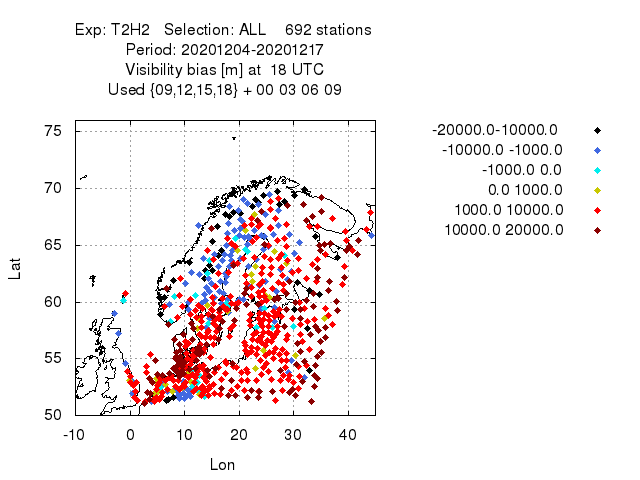 Exp: T2H2 Selection: ALL 692 stations
Period: 20201204-20201217
Visibility bias [m] at 18 UTC
Used {09,12,15,18} + 00 03 06 09
-20000.0-10000.0
-10000.0 -1000.0
-1000.0 0.0
0.0 1000.0
1000.0 10000.0
10000.0 20000.0
75
70
65
60
55
50
Lat
-10 0 10 20 30 40
Lon